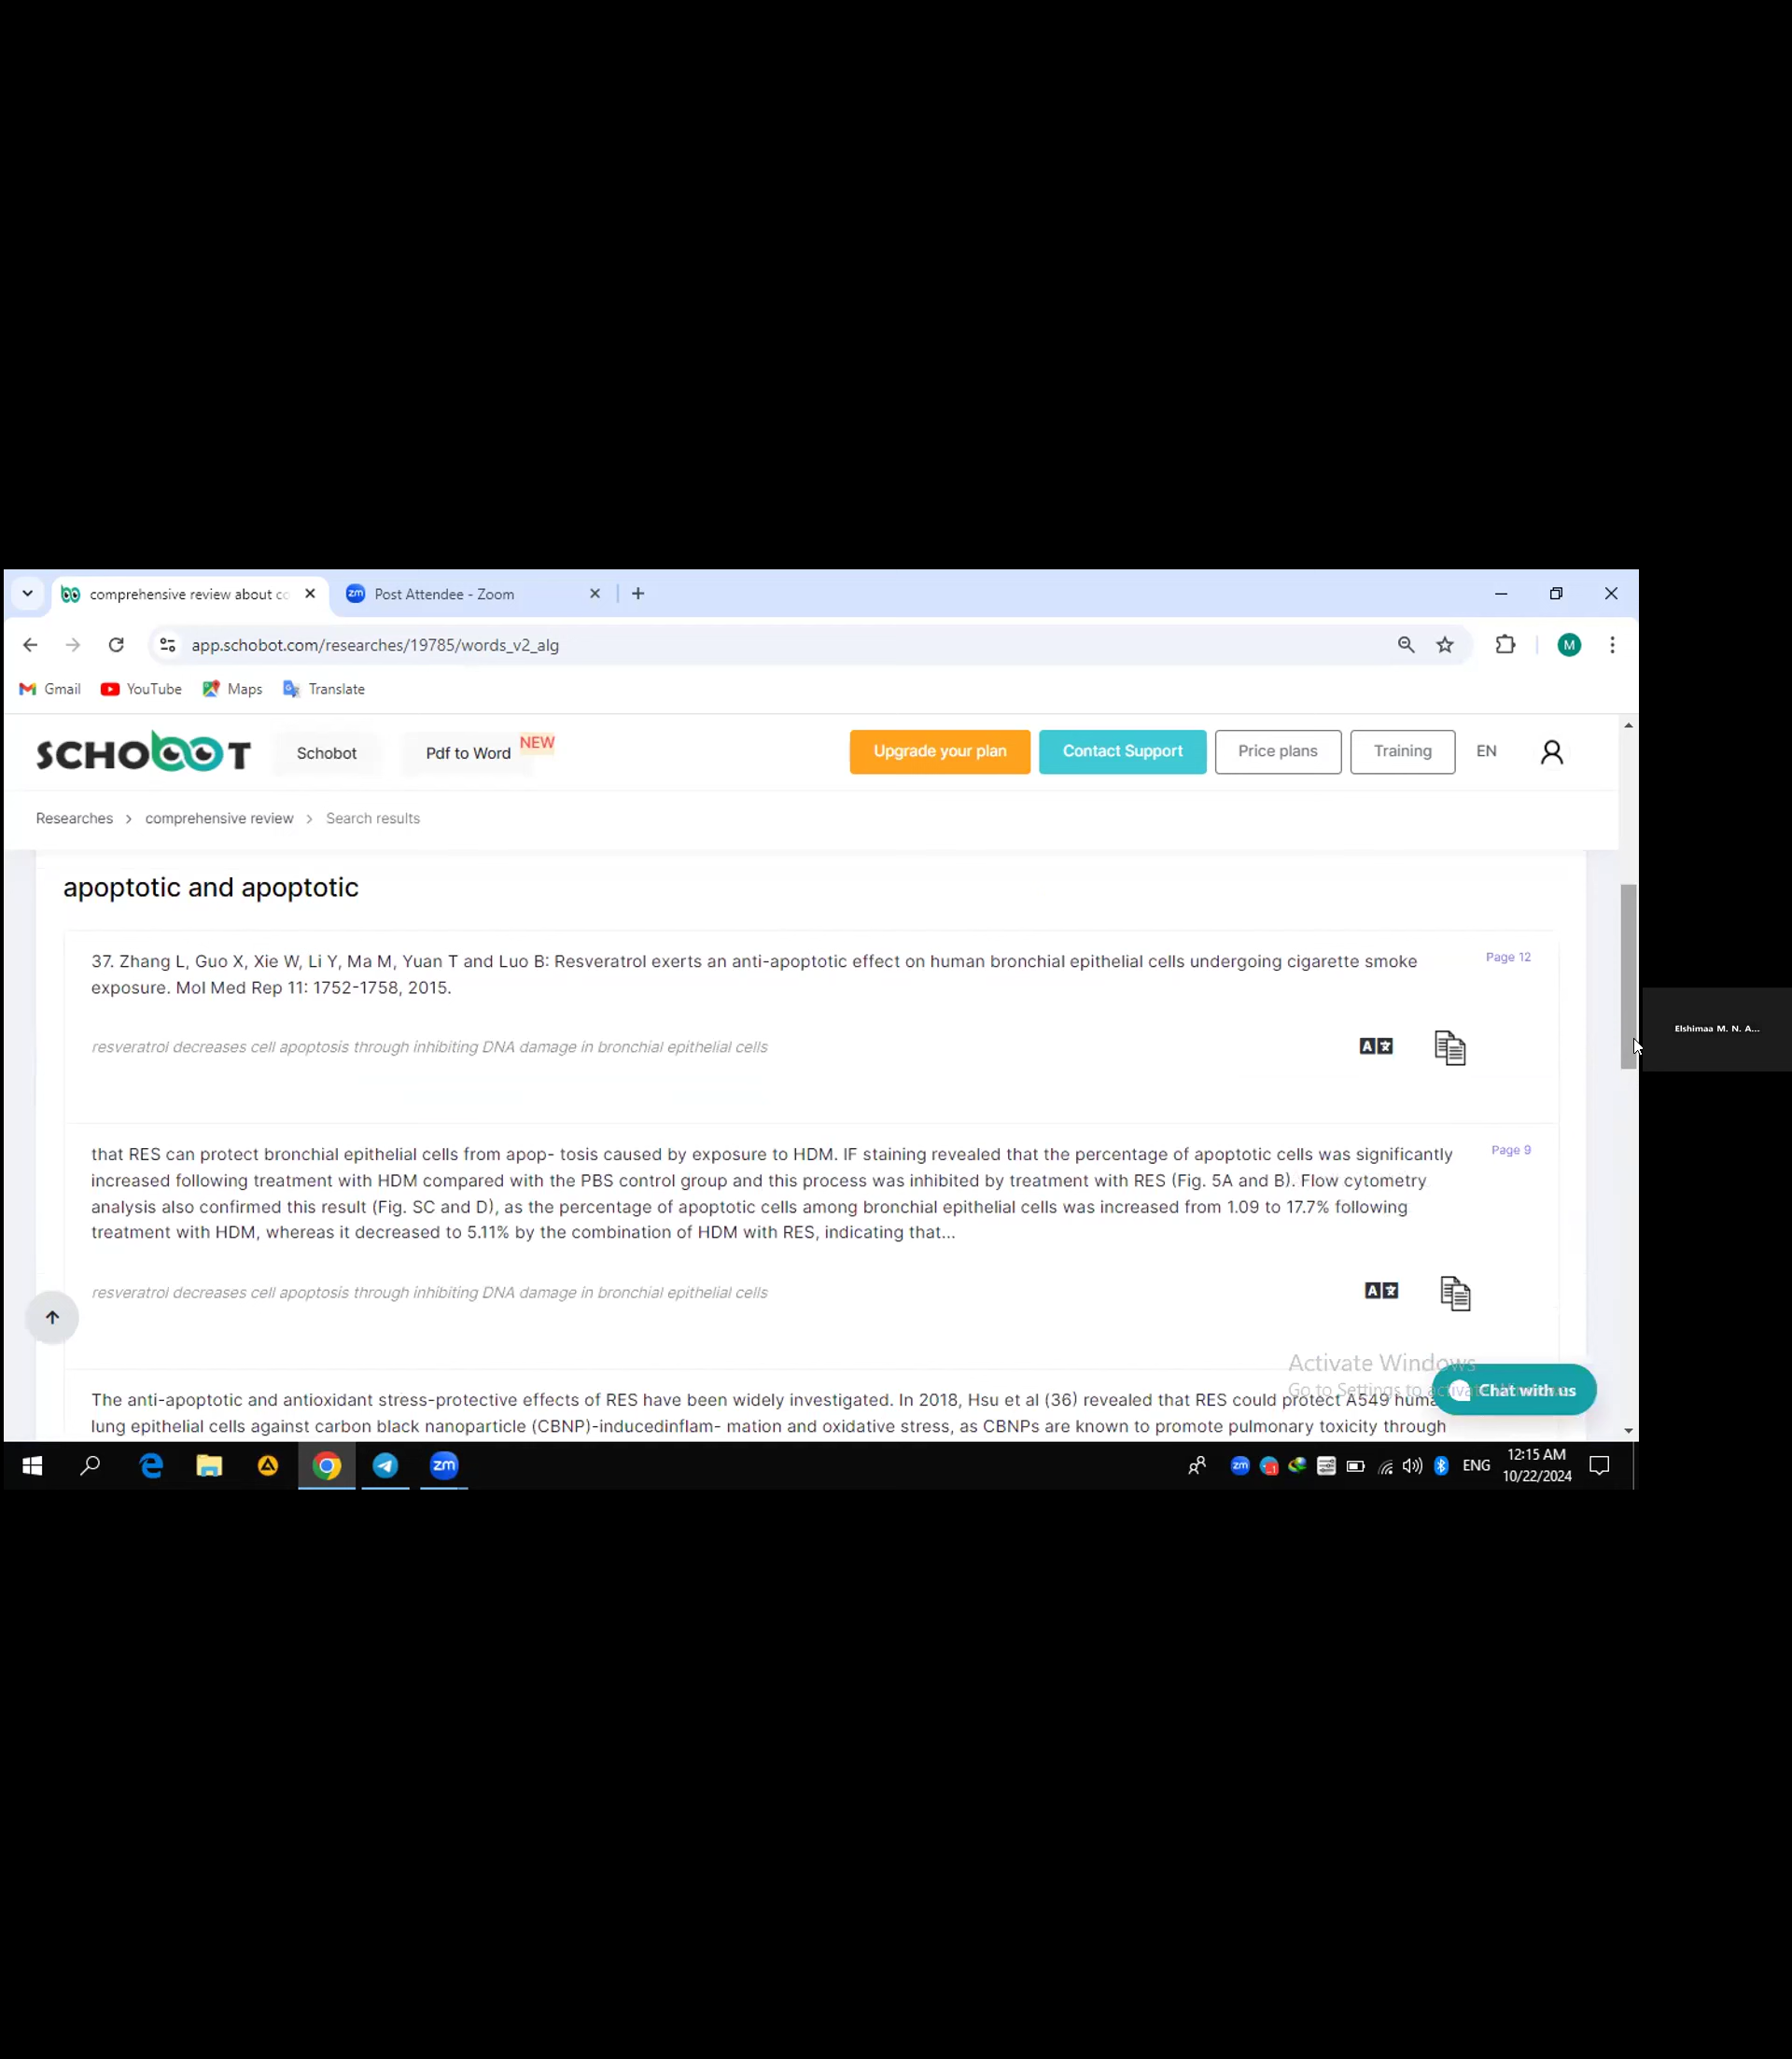 comprehensive review about co
Post Attendee - Zoom
app.schobot.com/researches/19785/words_v2_alg
M
Gmail YouTube Maps Translate
SCHOBOT Schobot Pdf to Word NEW Upgrade your plan Contact Support Price plans Training EN
Researches > comprehensive review > Search results
apoptotic and apoptotic
37. Zhang L, Guo X, Xie W, Li Y, Ma M, Yuan T and Luo B: Resveratrol exerts an anti-apoptotic effect on human bronchial epithelial cells undergoing cigarette smoke
exposure. Mol Med Rep 11: 1752-1758, 2015.
Page 12
resveratrol decreases cell apoptosis through inhibiting DNA damage in bronchial epithelial cells
Elshimaa M. N. A...
that RES can protect bronchial epithelial cells from apop- tosis caused by exposure to HDM. IF staining revealed that the percentage of apoptotic cells was significantly
increased following treatment with HDM compared with the PBS control group and this process was inhibited by treatment with RES (Fig. 5A and B). Flow cytometry
analysis also confirmed this result (Fig. SC and D), as the percentage of apoptotic cells among bronchial epithelial cells was increased from 1.09 to 17.7% following
treatment with HDM, whereas it decreased to 5.11% by the combination of HDM with RES, indicating that...
Page 9
resveratrol decreases cell apoptosis through inhibiting DNA damage in bronchial epithelial cells
Activate Windows
Go to Settings to activate
Chat with us
The anti-apoptotic and antioxidant stress-protective effects of RES have been widely investigated. In 2018, Hsu et al (36) revealed that RES could protect A549 huma
lung epithelial cells against carbon black nanoparticle (CBNP)-inducedinflam- mation and oxidative stress, as CBNPs are known to promote pulmonary toxicity through
zm
zm
ENG
12:15 AM
10/22/2024